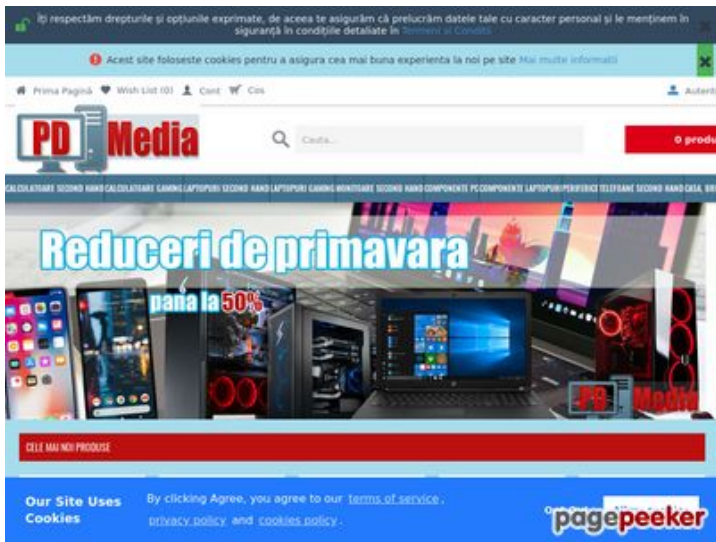 Îți respectăm drepturile și opțiunile exprimate, de aceea te asigurăm că prelucrăm datele tale cu caracter personal și le menținem în
siguranță în condițiile detaliate în Termeni si Conditii
Acest site foloseste cookies pentru a asigura cea mai buna experienta la noi pe site Mai multe informatii
Prima Pagină Wish List (0) Cont Cos Autenti
PD Media
Cauta...
0 produ
CALCULATOARE SECOND HAND CALCULATOARE GAMING LAPTOPURI SECOND HAND LAPTOPURI GAMING MONITOARE SECOND HAND COMPONENTE PC COMPONENTE LAPTOPURI PERIFERICE TELEFOANE SECOND HAND CASA,
Reduceri de primavara
pana la 50%
PD Media
CELE MAI NOI PRODUSE
Our Site Uses
Cookies
By clicking Agree, you agree to our terms of service,
privacy policy and cookies policy.
pagepeeker